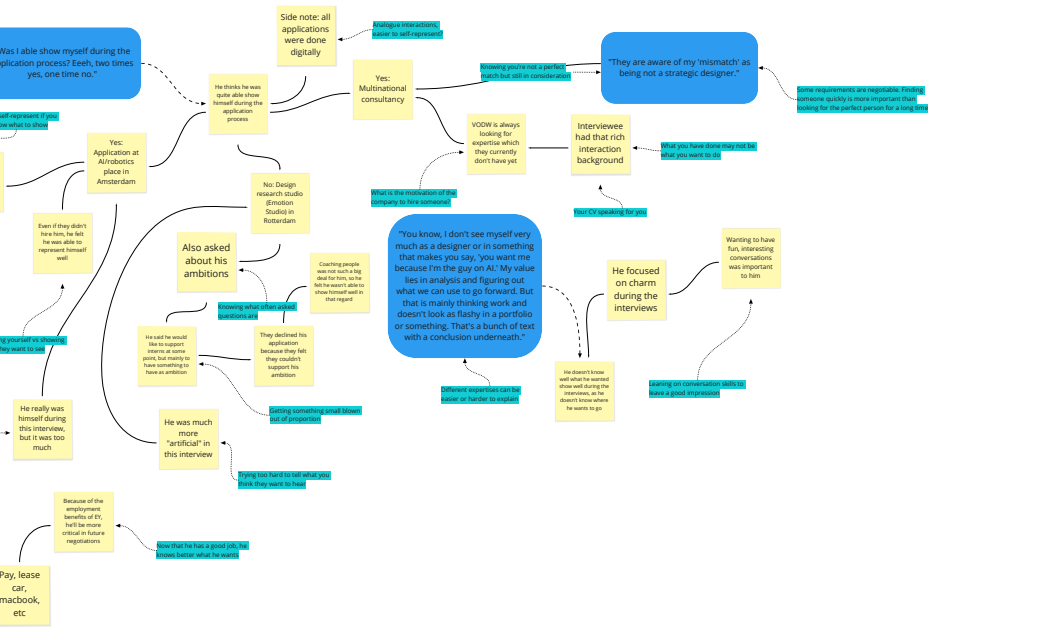 Side note: all
applications
were done
digitally
Analogue interactions,
easier to self-represent?
Was I able show myself during the
plication process? Eeeh, two times
yes, one time no."
He thinks he was
quite able show
himself during the
application
process
Yes:
Multinational
consultancy
Knowing you're not a perfect
match but still in consideration
"They are aware of my 'mismatch' as
being not a strategic designer."
Some requirements are negotiable. Finding
someone quickly is more important than
looking for the perfect person for a long time
self-represent if you
ow what to show
Yes:
Application at
AI/robotics
place in
Amsterdam
VODW is always
looking for
expertise which
they currently
don't have yet
Interviewee
had that rich
interaction
background
What you have done may not be
what you want to do
What is the motivation of the
company to hire someone?
Your CV speaking for you
No: Design
research studio
(Emotion
Studio) in
Rotterdam
Even if they didn't
hire him, he felt
he was able to
represent himself
well
Also asked
about his
ambitions
Coaching people
was not such a big
deal for him, so he
felt he wasn't able to
show himself well in
that regard
"You know, I don't see myself very
much as a designer or in something
that makes you say, 'you want me
because I'm the guy on AI.' My value
lies in analysis and figuring out
what we can use to go forward. But
that is mainly thinking work and
doesn't look as flashy in a portfolio
or something. That's a bunch of text
with a conclusion underneath."
He focused
on charm
during the
interviews
Wanting to have
fun, interesting
conversations
was important
to him
Knowing what often asked
questions are
ng yourself vs showing
they want to see
He said he would
like to support
interns at some
point, but mainly to
have something to
have as ambition
They declined his
application
because they felt
they couldn't
support his
ambition
Different expertises can be
easier or harder to explain
He doesn't know
well what he wanted
show well during the
interviews, as he
doesn't know where
he wants to go
Leaning on conversation skills to
leave a good impression
Getting something small blown
out of proportion
He really was
himself during
this interview,
but it was too
much
He was much
more
"artificial" in
this interview
Trying too hard to tell what you
think they want to hear
Because of the
employment
benefits of EY,
he'll be more
critical in future
negotiations
Now that he has a good job, he
knows better what he wants
Pay, lease
car,
macbook,
etc